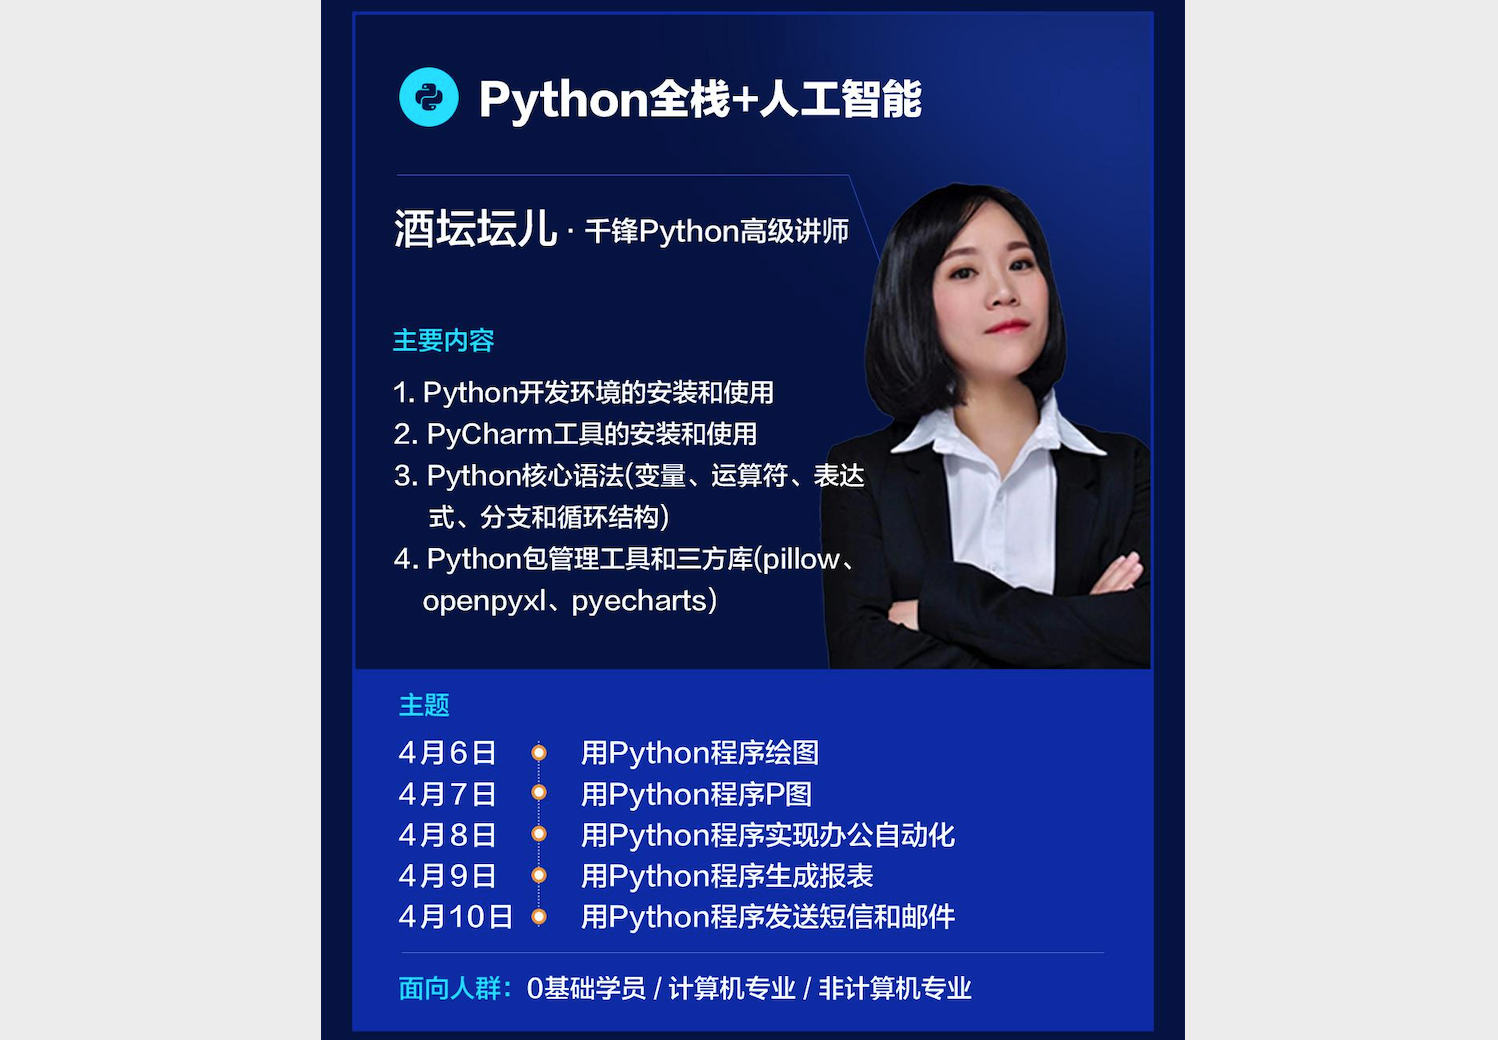 Python全栈+人工智能
酒坛坛儿 · 千锋Python高级讲师
主要内容
1. Python开发环境的安装和使用
2. PyCharm工具的安装和使用
3. Python核心语法(变量、运算符、表达
式、分支和循环结构)
4. Python包管理工具和三方库(pillow、
openpyxl、pyecharts)
主题
4月6日 用Python程序绘图
4月7日 用Python程序P图
4月8日 用Python程序实现办公自动化
4月9日 用Python程序生成报表
4月10日 用Python程序发送短信和邮件
面向人群：0基础学员 / 计算机专业 / 非计算机专业